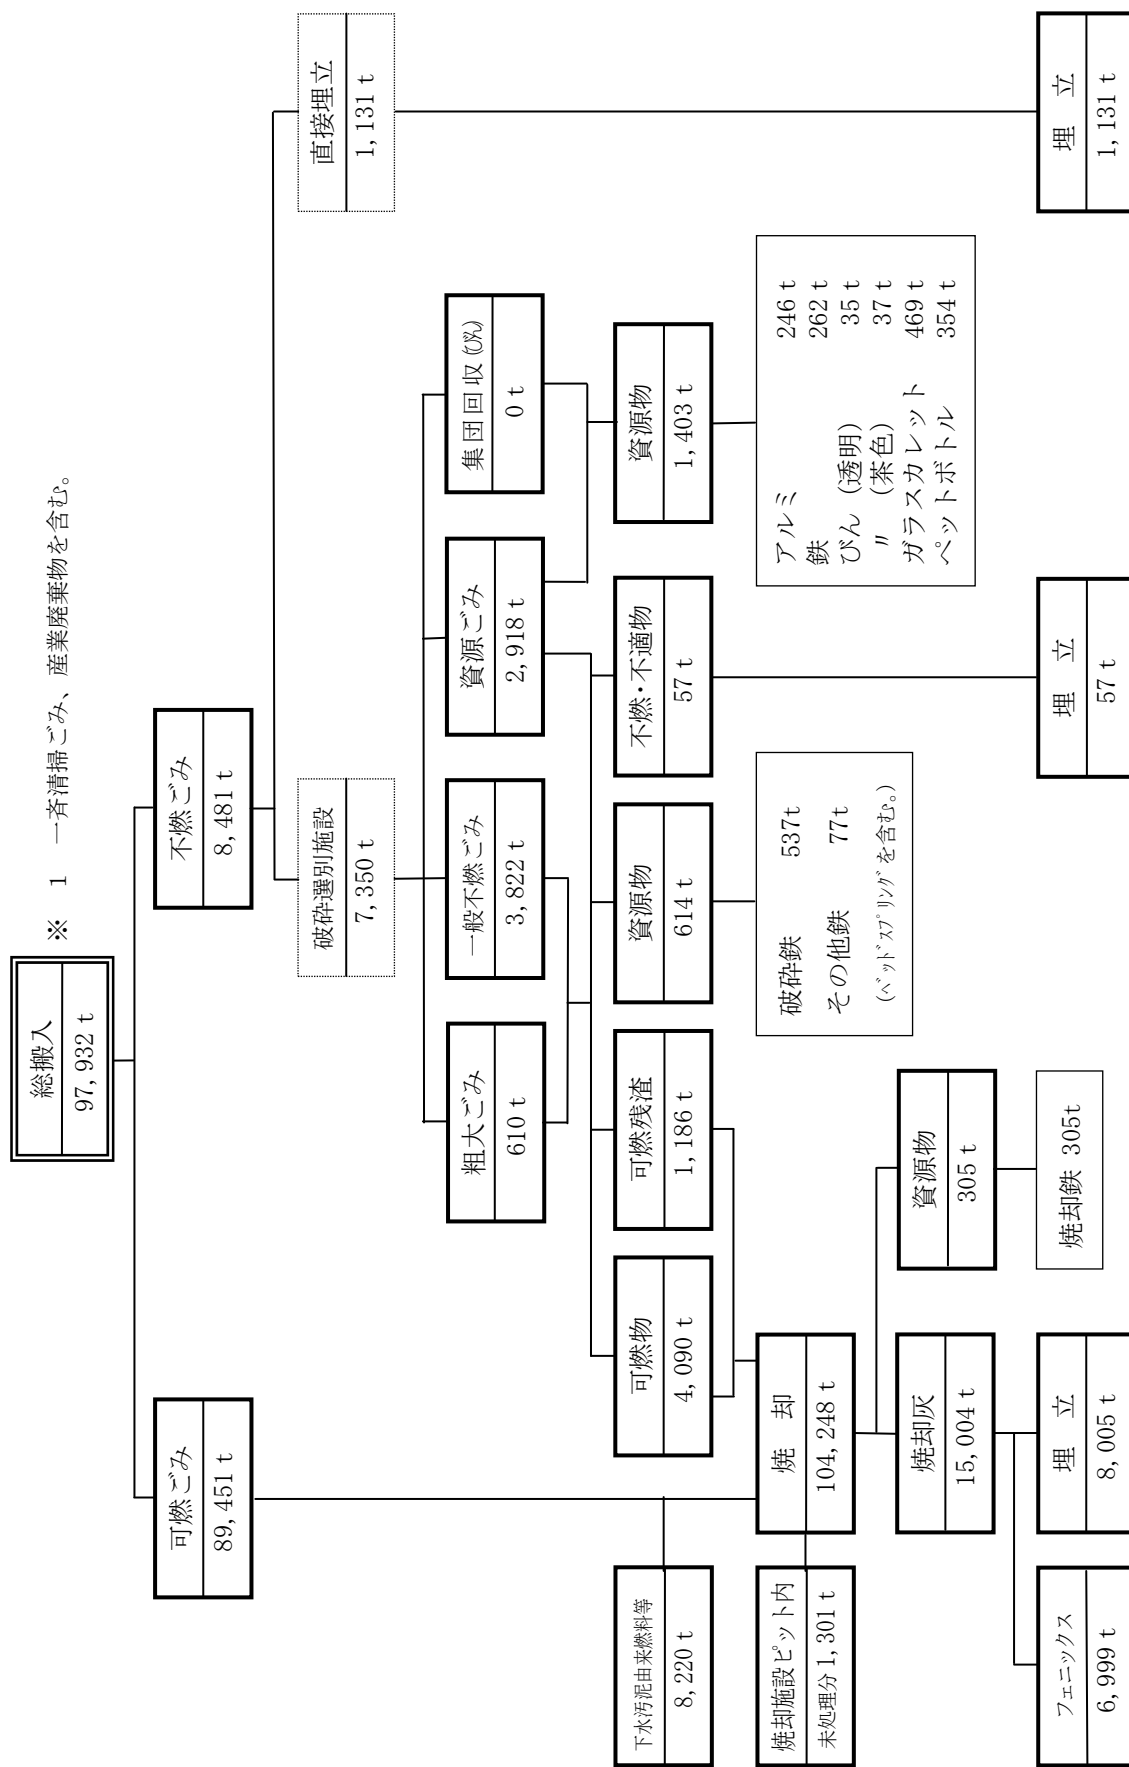 ※ 1 一斉清掃ごみ、産業廃棄物を含む。
総搬入
97,932 t
可燃ごみ
89,451 t
不燃ごみ
8,481 t
破砕選別施設
7,350 t
直接埋立
1,131 t
粗大ごみ
610 t
一般不燃ごみ
3,822 t
資源ごみ
2,918 t
集団回収(びん)
0 t
下水汚泥由来燃料等
8,220 t
可燃物
4,090 t
可燃残渣
1,186 t
資源物
614 t
不燃・不適物
57 t
資源物
1,403 t
焼却施設ピット内
未処理分 1,301 t
焼 却
104,248 t
破砕鉄 537t
その他鉄 77t
(ベッドスプリングを含む。)
アルミ 246 t
鉄 262 t
びん (透明) 35 t
〃 (茶色) 37 t
ガラスカレット 469 t
ペットボトル 354 t
焼却灰
15,004 t
資源物
305 t
フェニックス
6,999 t
埋 立
8,005 t
焼却鉄 305t
埋 立
57 t
埋 立
1,131 t